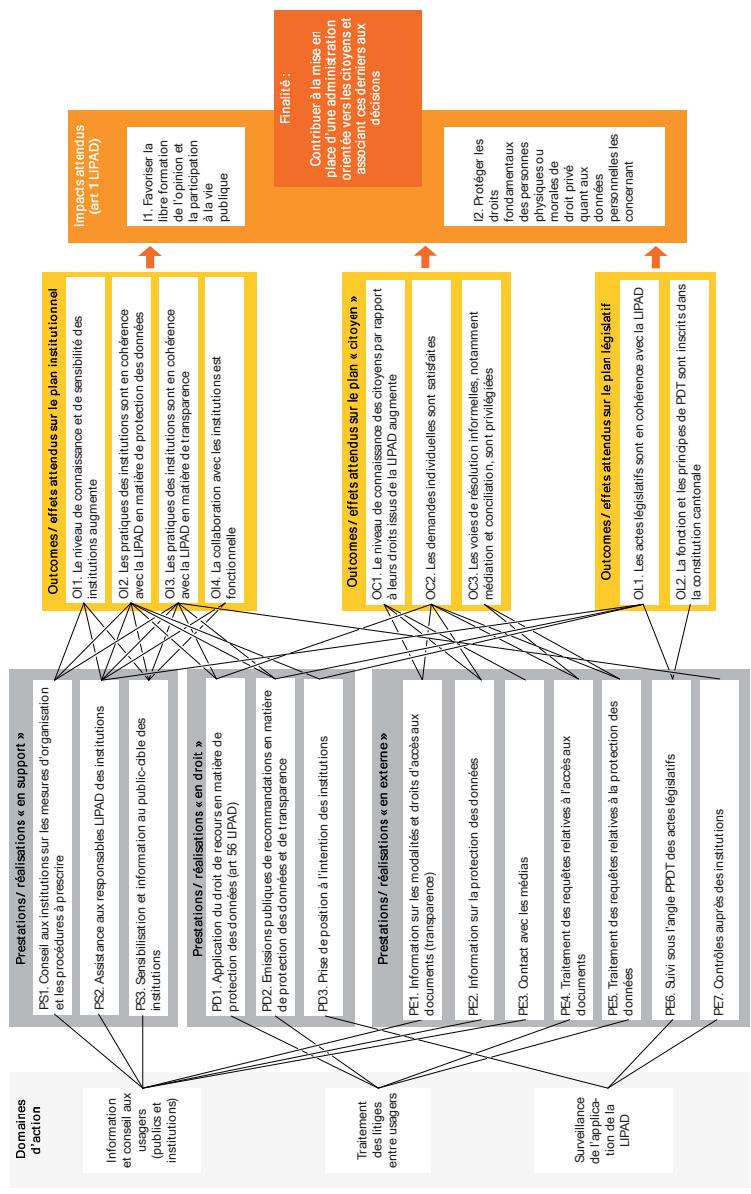 Domaines
d'action
Information
et conseil aux
usagers
(publics et
institutions)
Traitement
des litiges
entre usagers
Surveillance
de l'applica-
tion de la
LIPAD
Prestations / réalisations « en support »
PS1. Conseil aux institutions sur les mesures d'organisation
et les procédures à prescrire
PS2. Assistance aux responsables LIPAD des institutions
PS3. Sensibilisation et information au public-cible des
institutions
Prestations / réalisations « en droit »
PD1. Application du droit de recours en matière de
protection des données (art 56 LIPAD)
PD2. Emissions publiques de recommandations en matière
de protection des données et de transparence
PD3. Prise de position à l'intention des institutions
Prestations / réalisations « en externe »
PE1. Information sur les modalités et droits d'accès aux
documents (transparence)
PE2. Information sur la protection des données
PE3. Contact avec les médias
PE4. Traitement des requêtes relatives à l'accès aux
documents
PE5. Traitement des requêtes relatives à la protection des
données
PE6. Suivi sous l'angle PPDT des actes législatifs
PE7. Contrôles auprès des institutions
Outcomes / effets attendus sur le plan institutionnel
OI1. Le niveau de connaissance et de sensibilité des
institutions augmente
OI2. Les pratiques des institutions sont en cohérence
avec la LIPAD en matière de protection des données
OI3. Les pratiques des institutions sont en cohérence
avec la LIPAD en matière de transparence
OI4. La collaboration avec les institutions est
fonctionnelle
Outcomes / effets attendus sur le plan « citoyen »
OC1. Le niveau de connaissance des citoyens par rapport
à leurs droits issus de la LIPAD augmente
OC2. Les demandes individuelles sont satisfaites
OC3. Les voies de résolution informelles, notamment
médiation et conciliation, sont privilégiées
Outcomes / effets attendus sur le plan législatif
OL1. Les actes législatifs sont en cohérence avec la LIPAD
OL2. La fonction et les principes de PDT sont inscrits dans
la constitution cantonale
Impacts attendus
(art 1 LIPAD)
I1. Favoriser la
libre formation
de l'opinion et
la participation
à la vie
publique
I2. Protéger les
droits
fondamentaux
des personnes
physiques ou
morales de
droit privé
quant aux
données
personnelles les
concernant
Finalité :
Contribuer à la mise en
place d'une administration
orientée vers les citoyens et
associant ces derniers aux
décisions